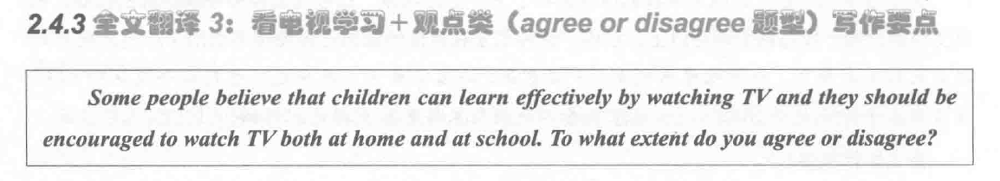 2.4.3 全文翻译 3：看电视学习＋观点类（agree or disagree 题型）写作要点
Some people believe that children can learn effectively by watching TV and they should be
encouraged to watch TV both at home and at school. To what extent do you agree or disagree?